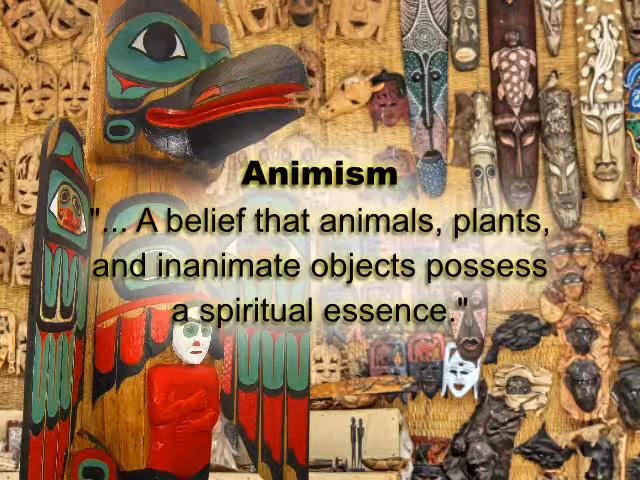 Animism
"... A belief that animals, plants,
and inanimate objects possess
a spiritual essence."